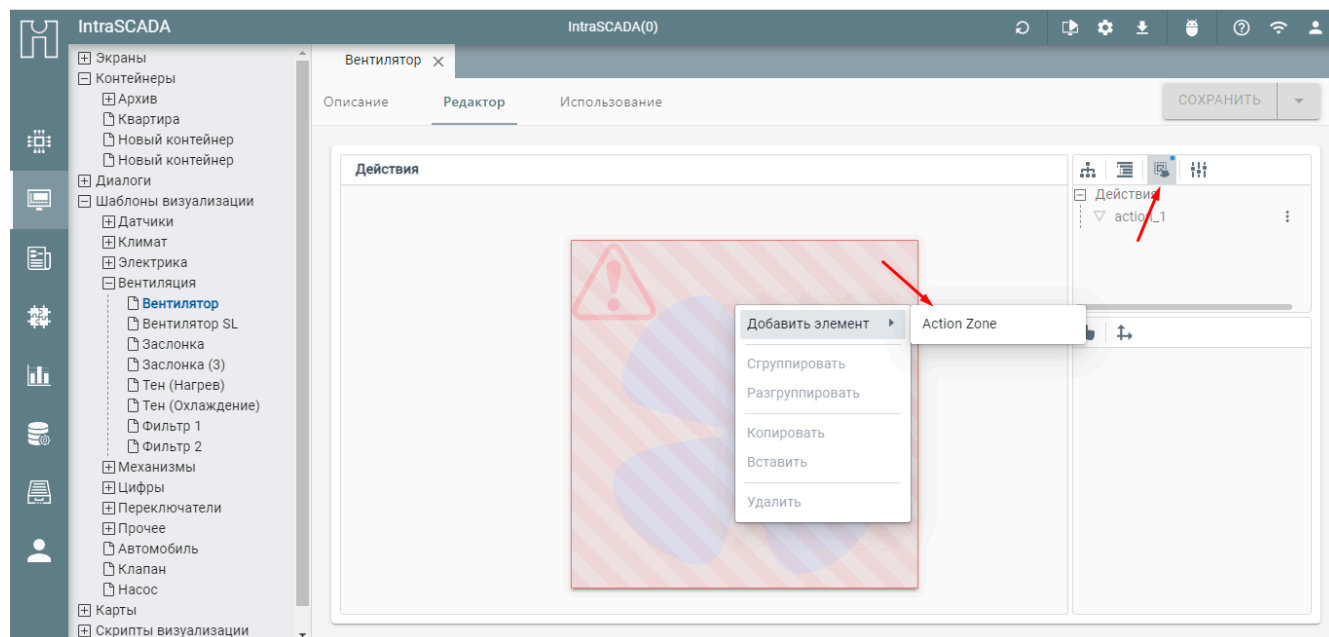 IntraSCADA
IntraSCADA(0)
Экраны
Контейнеры
Архив
Квартира
Новый контейнер
Новый контейнер
Диалоги
Шаблоны визуализации
Датчики
Климат
Электрика
Вентиляция
Вентилятор
Вентилятор SL
Заслонка
Заслонка (3)
Тен (Нагрев)
Тен (Охлаждение)
Фильтр 1
Фильтр 2
Механизмы
Цифры
Переключатели
Прочее
Автомобиль
Клапан
Насос
Карты
Скрипты визуализации
Вентилятор
Описание Редактор Использование
СОХРАНИТЬ
Действия
Добавить элемент
Сгруппировать
Разгруппировать
Копировать
Вставить
Удалить
Action Zone
Действия
action_1